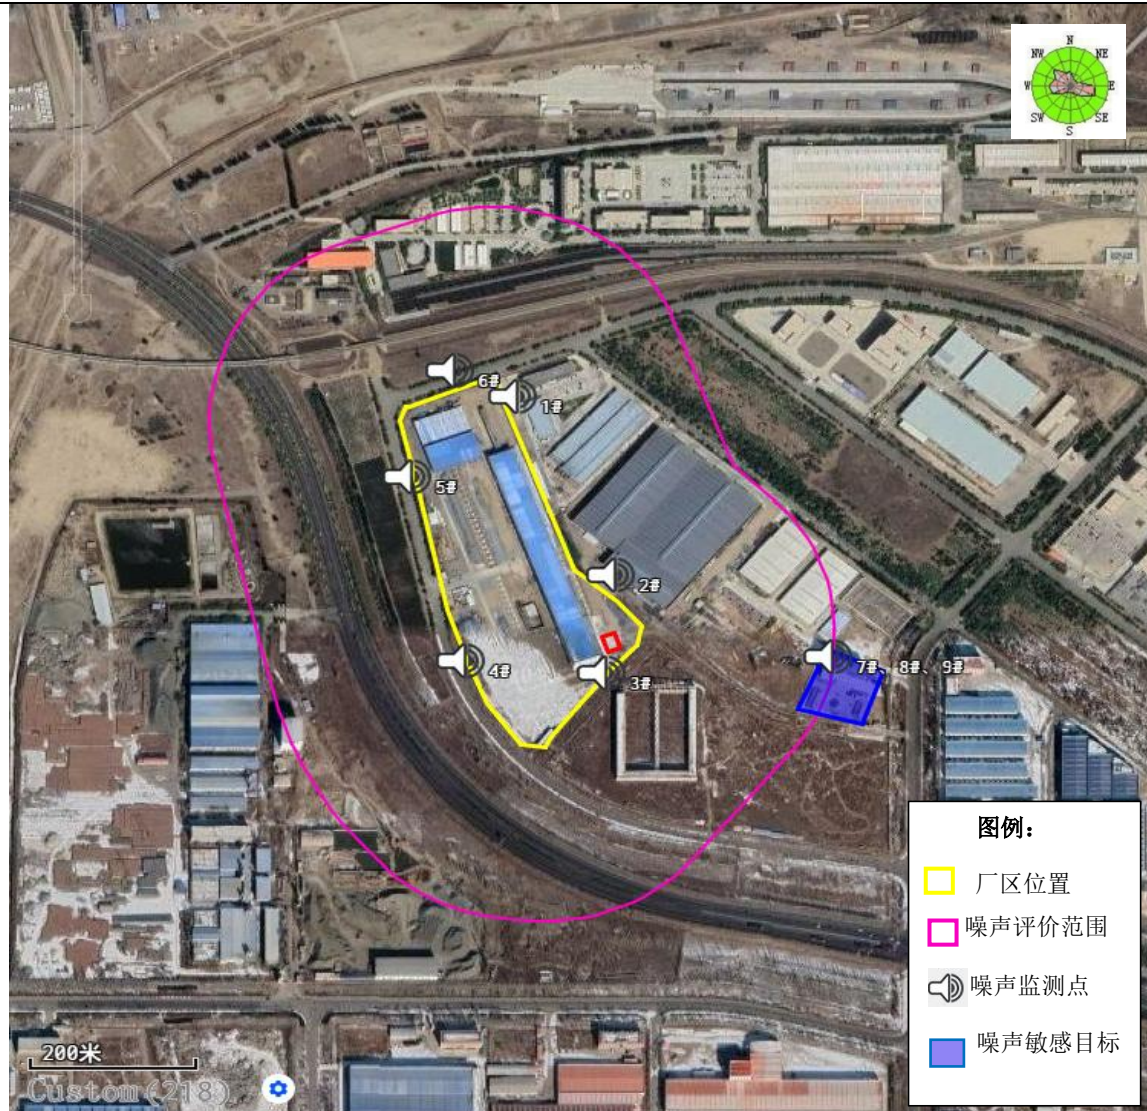 N
NW NE
W E
SW SE
S
6#
1#
5#
2#
4#
3#
7#、8#、9#
图例：
厂区位置
噪声评价范围
噪声监测点
噪声敏感目标
200米
Custom(218)